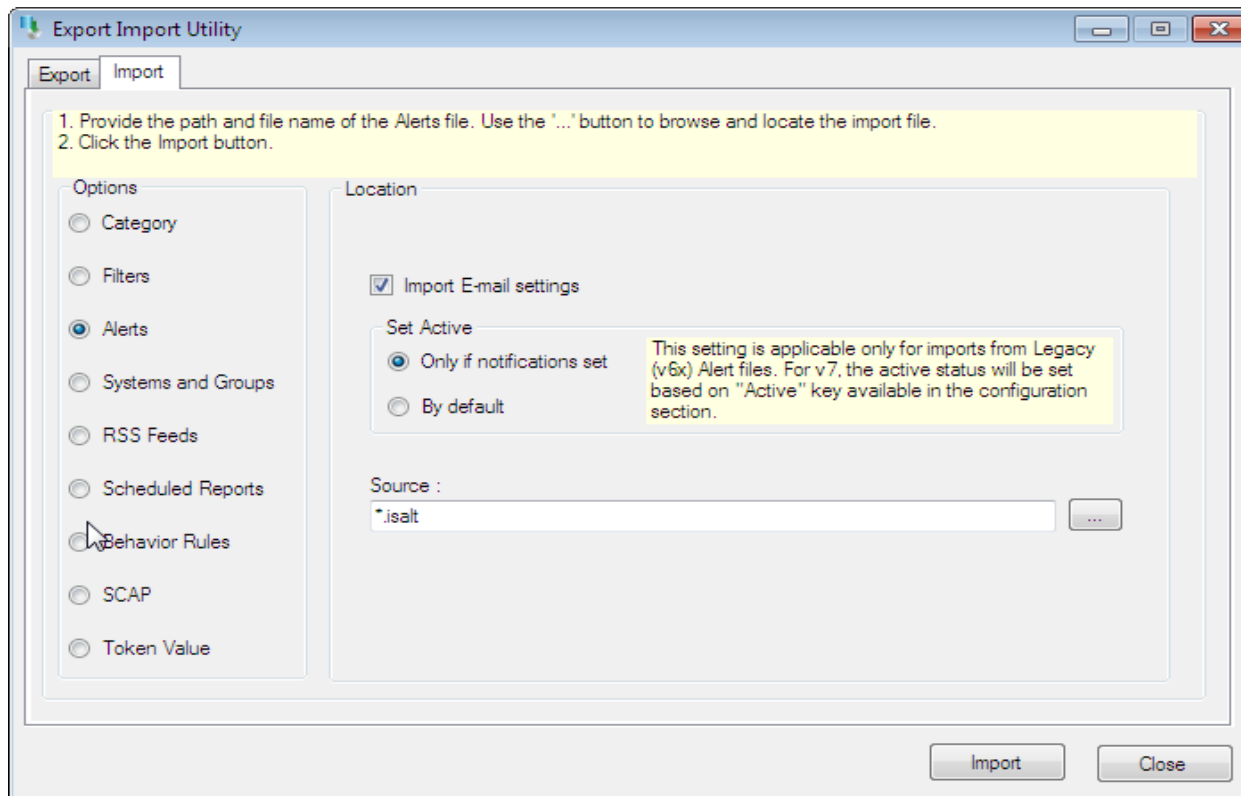 Export Import Utility
Export
Import
1. Provide the path and file name of the Alerts file. Use the '...' button to browse and locate the import file.
2. Click the Import button.
Options
Category
Filters
Alerts
Systems and Groups
RSS Feeds
Scheduled Reports
Behavior Rules
SCAP
Token Value
Location
Import E-mail settings
Set Active
Only if notifications set
By default
This setting is applicable only for imports from Legacy
(v6x) Alert files. For v7, the active status will be set
based on "Active" key available in the configuration
section.
Source :
*.isalt
...
Import
Close